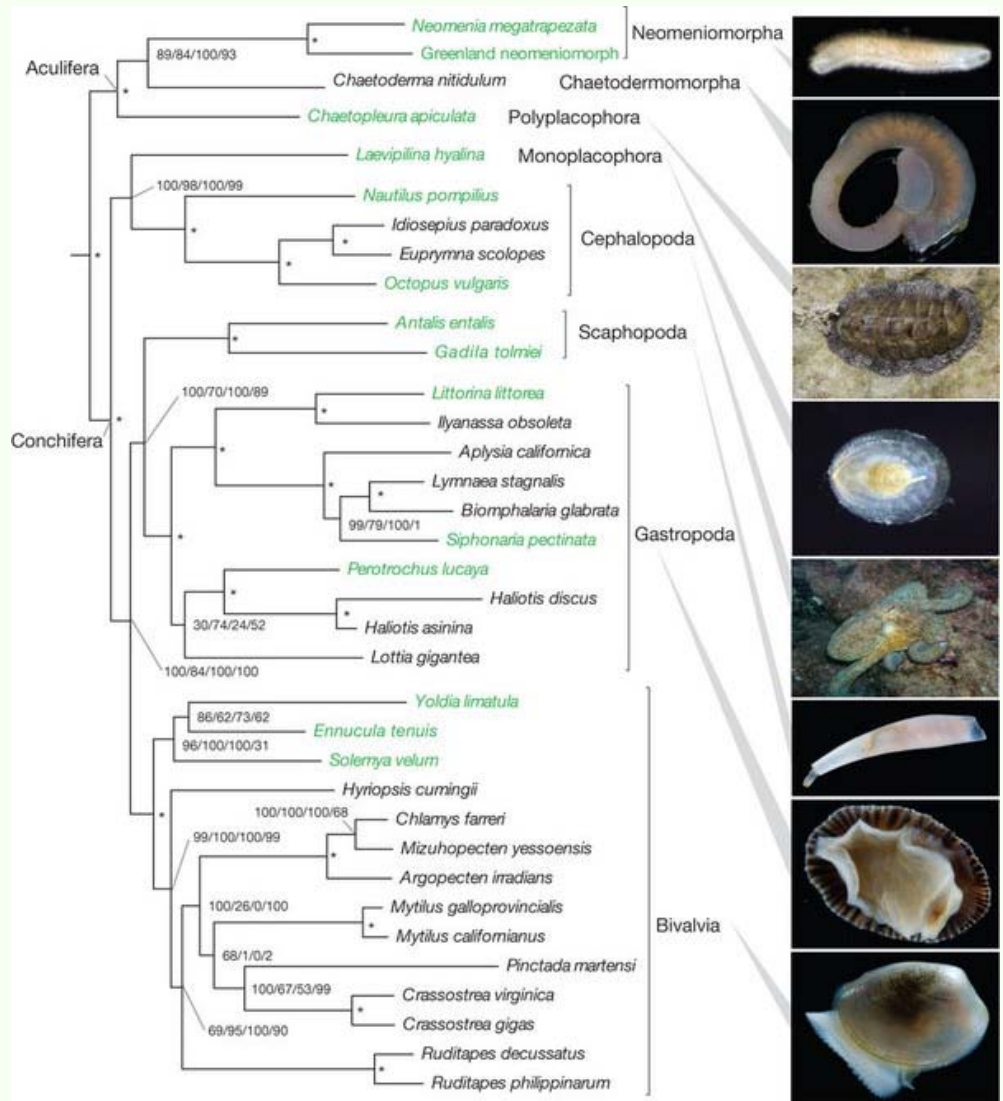 Neomenia megatrapezata
Neomeniomorpha
Greenland neomeniomorph
89/84/100/93
Aculifera
*
*
Chaetoderma nitidulum
Chaetodermomorpha
Chaetopleura apiculata
Polyplacophora
Laevipilina hyalina
Monoplacophora
100/98/100/99
Nautilus pompilius
*
Idiosepius paradoxus
*
Euprymna scolopes
Cephalopoda
*
*
Octopus vulgaris
Antalis entalis
*
Scaphopoda
Gadila tolmiei
100/70/100/89
Littorina littorea
*
Ilyanassa obsoleta
Conchifera
*
*
Aplysia californica
*
Lymnaea stagnalis
*
Biomphalaria glabrata
99/79/100/1
Gastropoda
Siphonaria pectinata
*
Perotrochus lucaya
*
Haliotis discus
*
30/74/24/52
Haliotis asinina
Lottia gigantea
100/84/100/100
Yoldia limatula
86/62/73/62
Ennucula tenuis
96/100/100/31
Solemya velum
Hyriopsis cumingii
*
100/100/100/68
Chlamys farreri
99/100/100/99
Mizuhopecten yessoensis
*
Argopecten irradians
100/26/0/100
Mytilus galloprovincialis
*
Mytilus californianus
Bivalvia
68/1/0/2
Pinctada martensi
100/67/53/99
Crassostrea virginica
*
Crassostrea gigas
69/95/100/90
Ruditapes decussatus
*
Ruditapes philippinarum